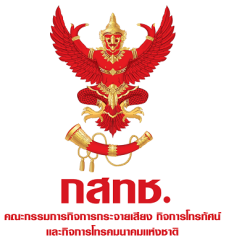 กสทช.
คณะกรรมการกิจการกระจายเสียง กิจการโทรทัศน์
และกิจการโทรคมนาคมแห่งชาติ